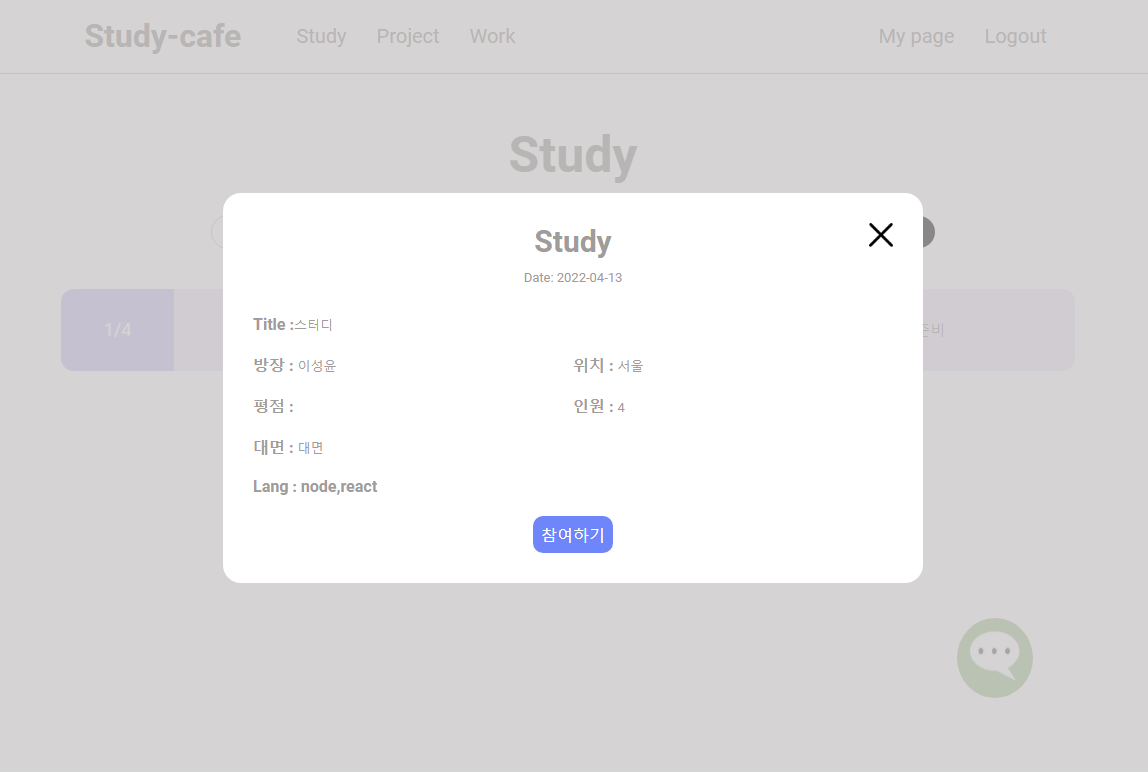 Study-cafe Study Project Work My page Logout
Study
Study
Date: 2022-04-13
1/4
Title :스터디
방장 : 이성윤 위치 : 서울
평점 : 인원 : 4
대면 : 대면
Lang : node,react
참여하기